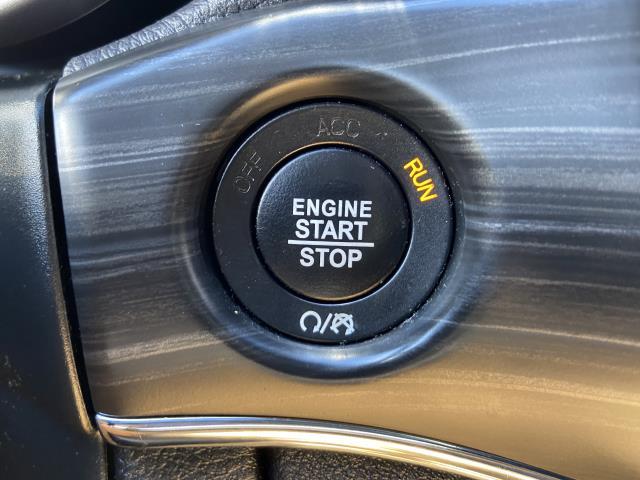 OFF
ACC
RUN
ENGINE
START
STOP